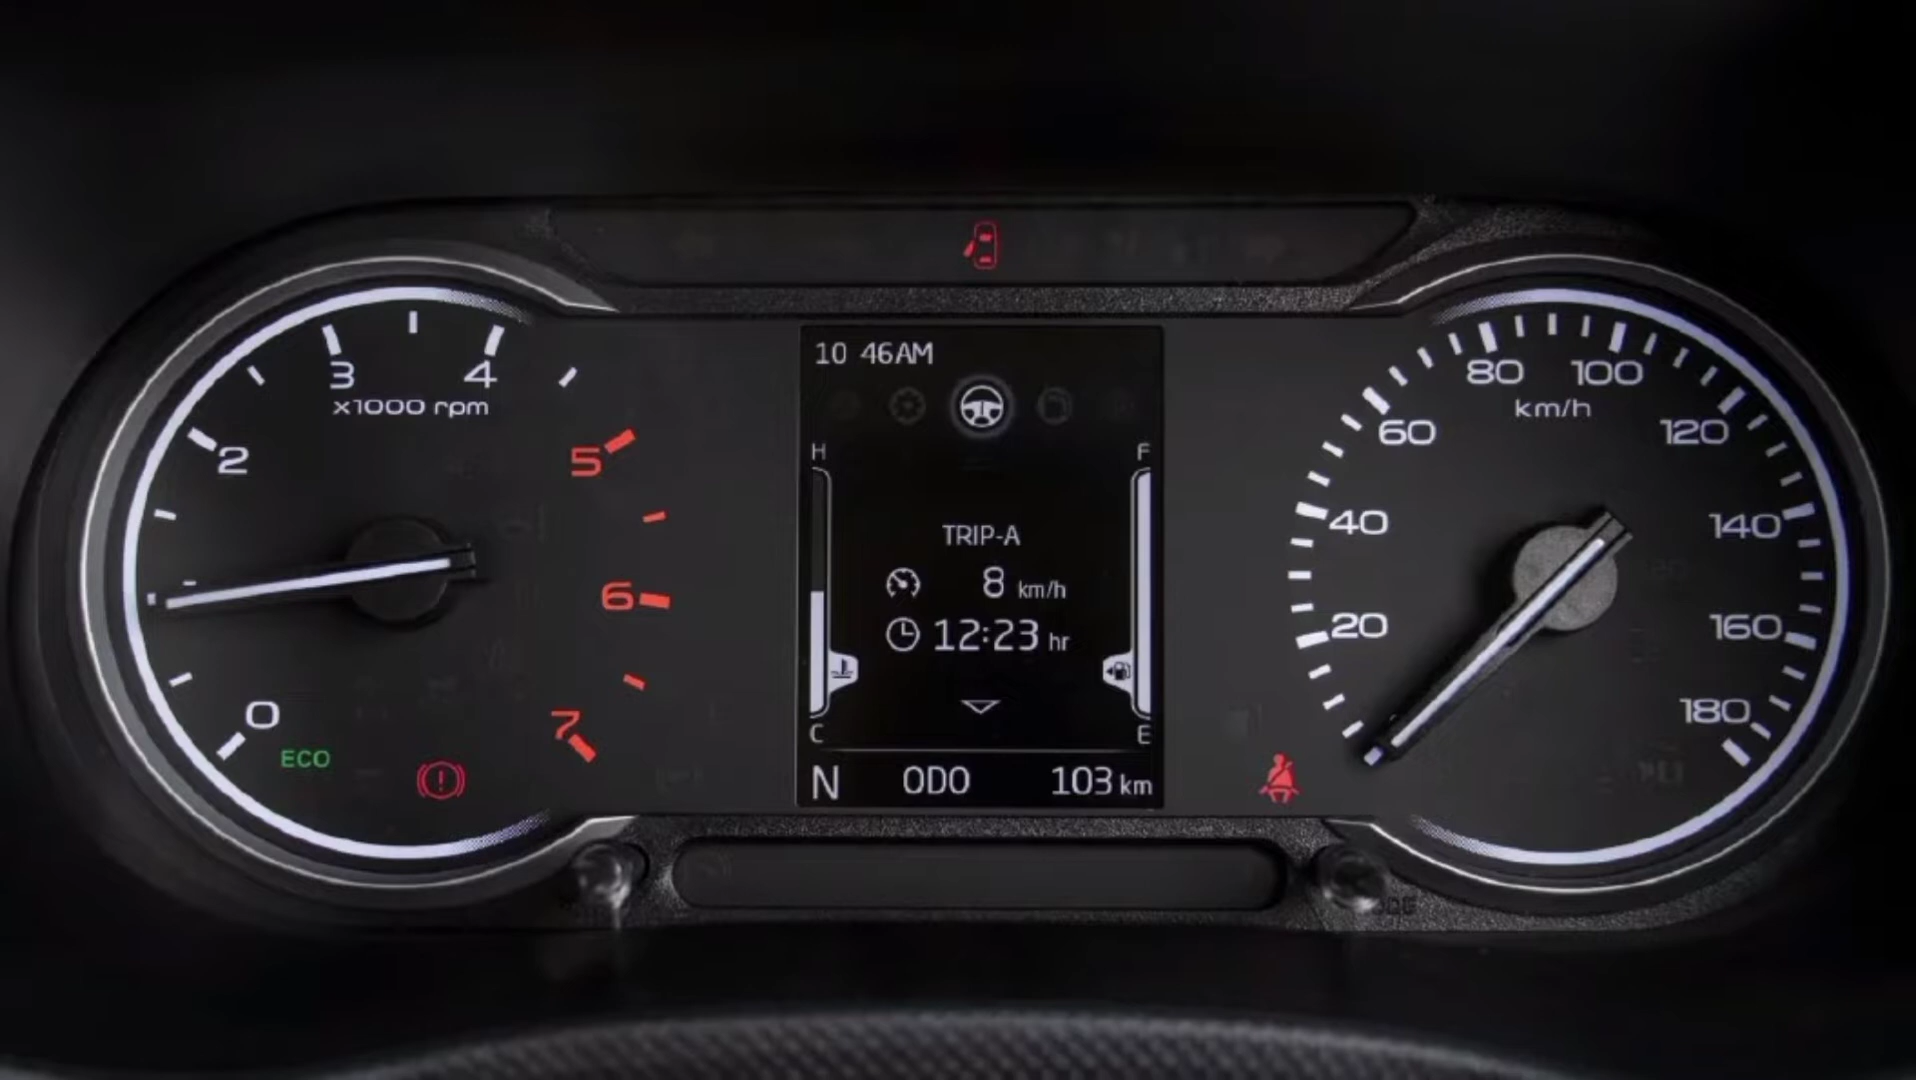 10 46AM
3 4
x1000 rpm
2
5
6
0
7
ECO
H F
TRIP-A
8 km/h
12:23 hr
C E
N ODO 103 km
80 100
km/h
60 120
40 140
20 160
180